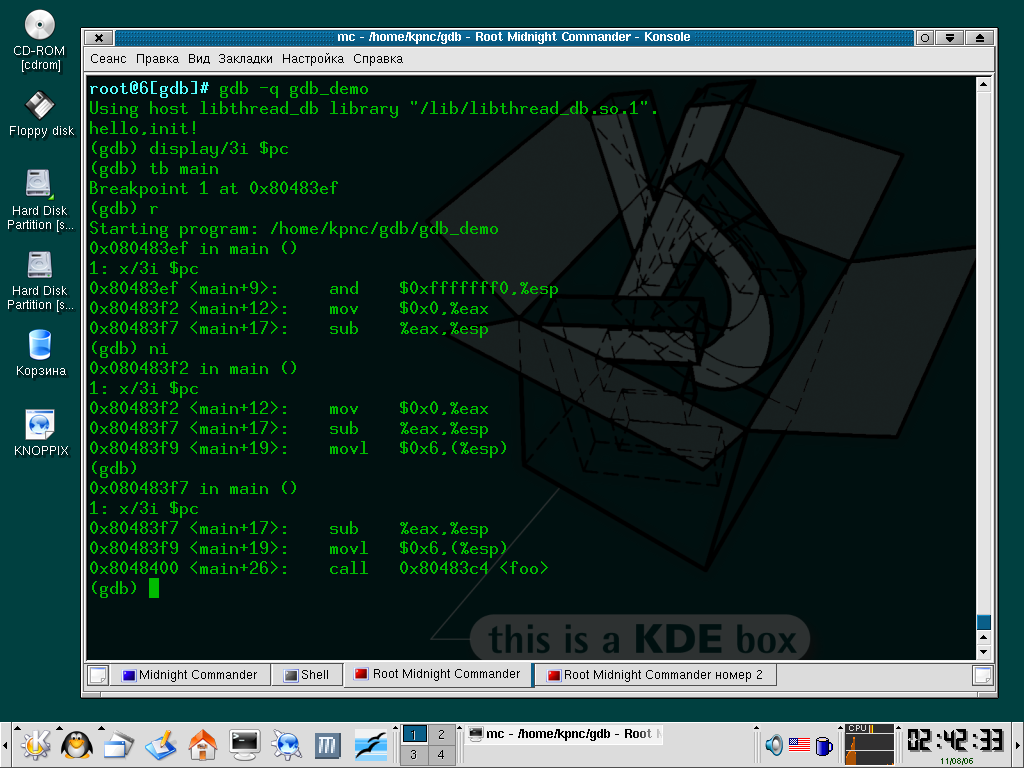 CD-ROM
[cdrom]
Floppy disk
Hard Disk
Partition [s...
Hard Disk
Partition [s...
Корзина
KNOPPIX
mc - /home/kpnc/gdb - Root Midnight Commander - Konsole
Сеанс Правка Вид Закладки Настройка Справка
root@6[gdb]# gdb -q gdb_demo
Using host libthread_db library "/lib/libthread_db.so.1".
hello,init!
(gdb) display/3i $pc
(gdb) tb main
Breakpoint 1 at 0x80483ef
(gdb) r
Starting program: /home/kpnc/gdb/gdb_demo
0x080483ef in main ()
1: x/3i $pc
0x80483ef <main+9>: and $0xfffffff0,%esp
0x80483f2 <main+12>: mov $0x0,%eax
0x80483f7 <main+17>: sub %eax,%esp
(gdb) ni
0x080483f2 in main ()
1: x/3i $pc
0x80483f2 <main+12>: mov $0x0,%eax
0x80483f7 <main+17>: sub %eax,%esp
0x80483f9 <main+19>: movl $0x6,(%esp)
(gdb)
0x080483f7 in main ()
1: x/3i $pc
0x80483f7 <main+17>: sub %eax,%esp
0x80483f9 <main+19>: movl $0x6,(%esp)
0x8048400 <main+26>: call 0x80483c4 <foo>
(gdb)
this is a KDE box
Midnight Commander Shell Root Midnight Commander Root Midnight Commander номер 2
1 2
3 4
mc - /home/kpnc/gdb - Root
CPU
02:42:33
11/08/06